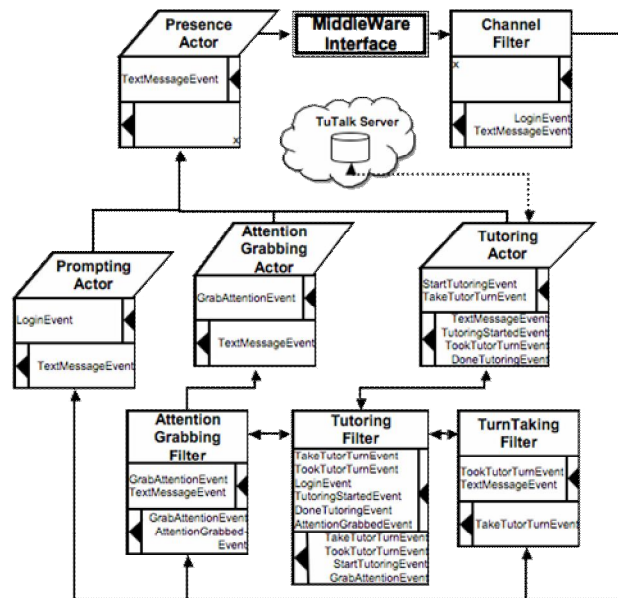 Presence
Actor
TextMessageEvent
x
MiddleWare
Interface
Channel
Filter
x
LoginEvent
TextMessageEvent
TuTalk Server
Prompting
Actor
LoginEvent
TextMessageEvent
Attention
Grabbing
Actor
GrabAttentionEvent
TextMessageEvent
Tutoring
Actor
StartTutoringEvent
TakeTutorTurnEvent
TextMessageEvent
TutoringStartedEvent
TookTutorTurnEvent
DoneTutoringEvent
Attention
Grabbing
Filter
GrabAttentionEvent
TextMessageEvent
GrabAttentionEvent
AttentionGrabbed-
Event
Tutoring
Filter
TakeTutorTurnEvent
TookTutorTurnEvent
LoginEvent
TutoringStartedEvent
DoneTutoringEvent
AttentionGrabbedEvent
TakeTutorTurnEvent
TookTutorTurnEvent
StartTutoringEvent
GrabAttentionEvent
TurnTaking
Filter
TookTutorTurnEvent
TextMessageEvent
TakeTutorTurnEvent